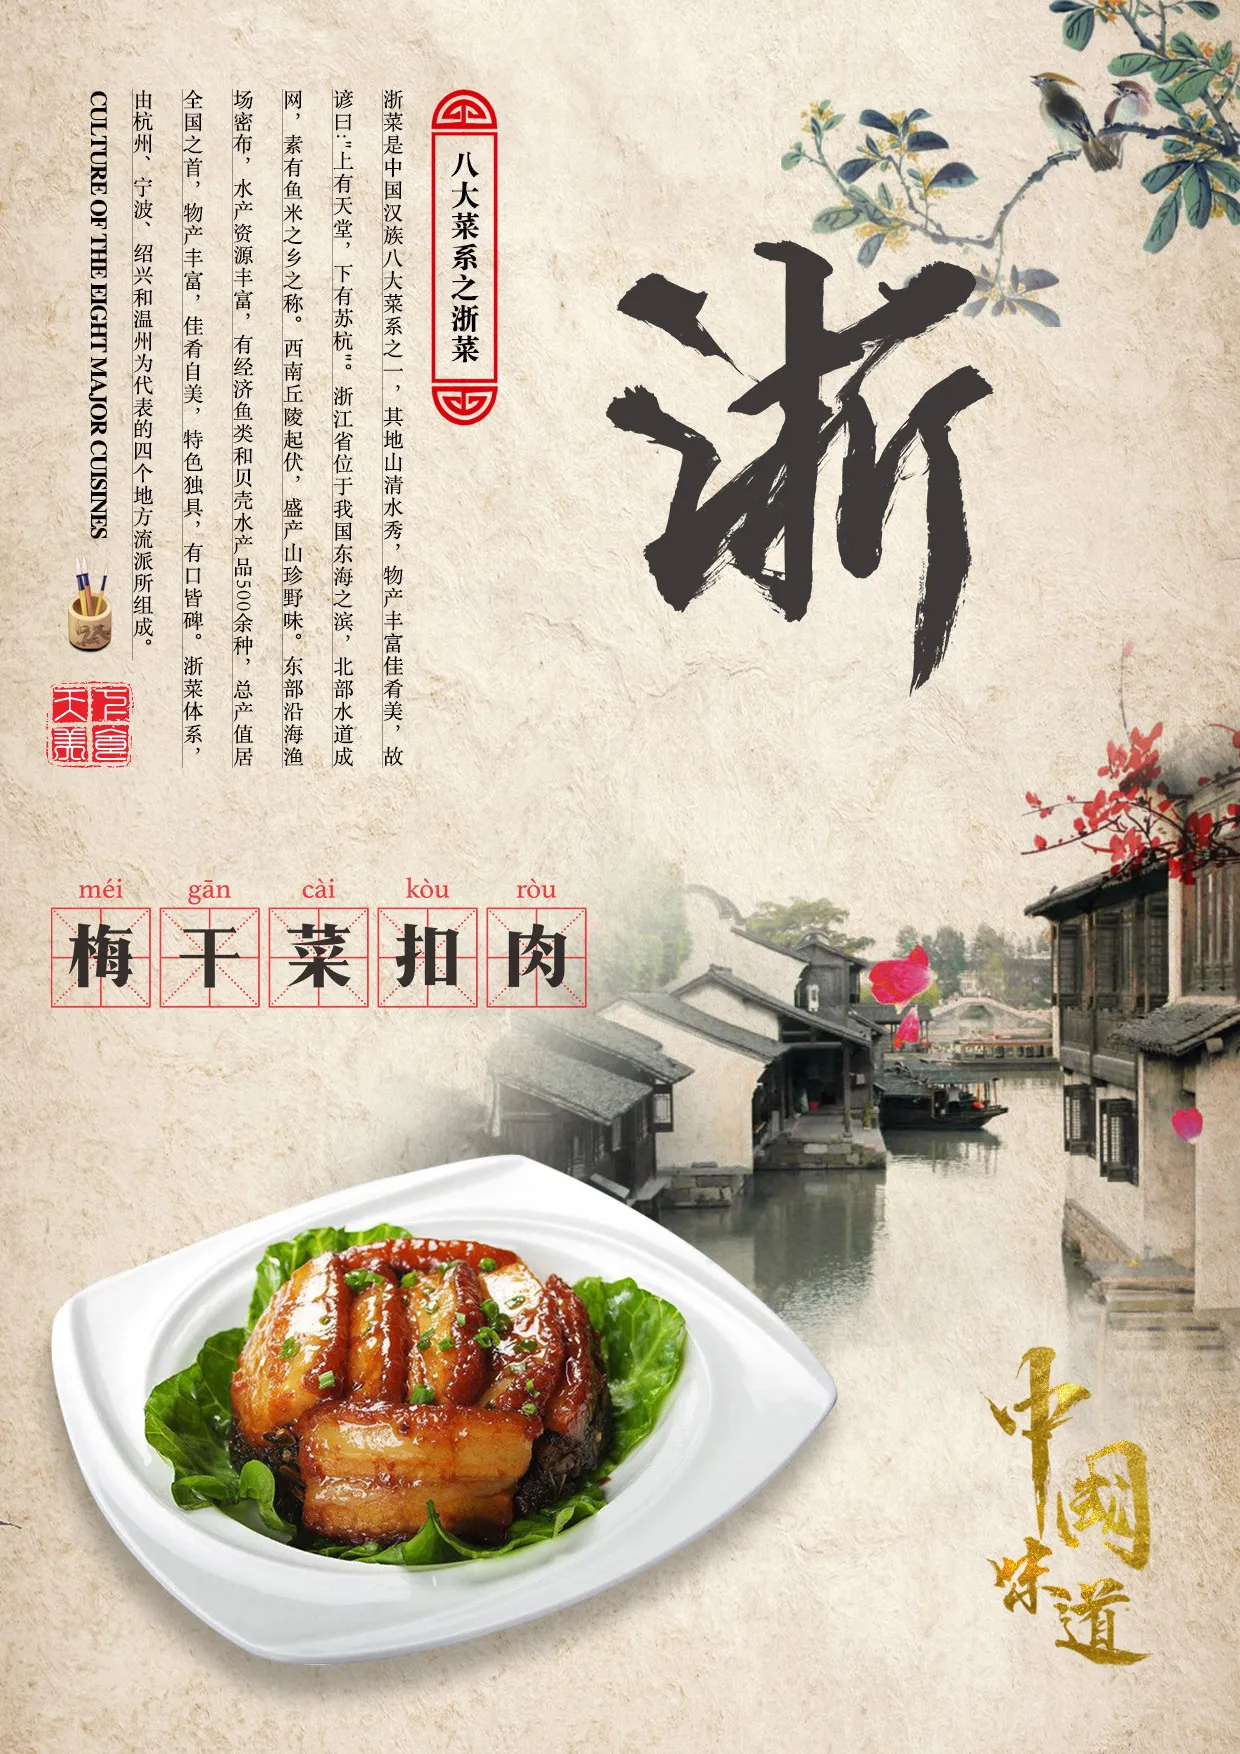 浙
八大菜系之浙菜
浙菜是中国汉族八大菜系之一，其地山清水秀，物产丰富佳肴美，故
谚曰:"上有天堂，下有苏杭"。浙江省位于我国东海之滨，北部水道成
网，素有鱼米之乡之称。西南丘陵起伏，盛产山珍野味。东部沿海渔
场密布，水产资源丰富，有经济鱼类和贝壳水产品500余种，总产值居
全国之首，物产丰富，佳肴自美，特色独具，有口皆碑。浙菜体系，
由杭州、宁波、绍兴和温州为代表的四个地方流派所组成。
CULTURE OF THE EIGHT MAJOR CUISINES
méi gān cài kòu ròu
梅干菜扣肉
中国
味道